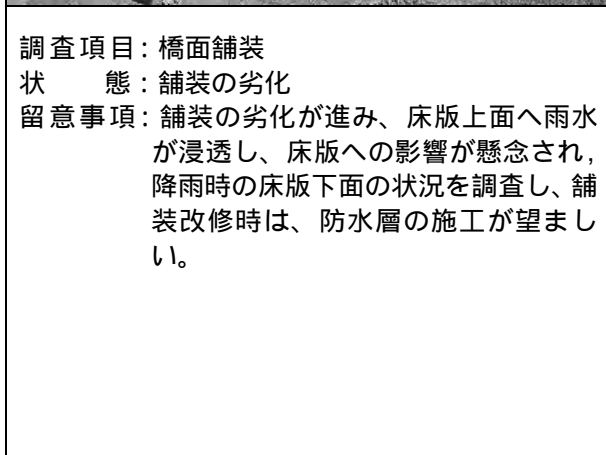 調査項目：橋面舗装
状　　態：舗装の劣化
留意事項：舗装の劣化が進み、床版上面へ雨水
が浸透し、床版への影響が懸念され，
降雨時の床版下面の状況を調査し、舗
装改修時は、防水層の施工が望まし
い。